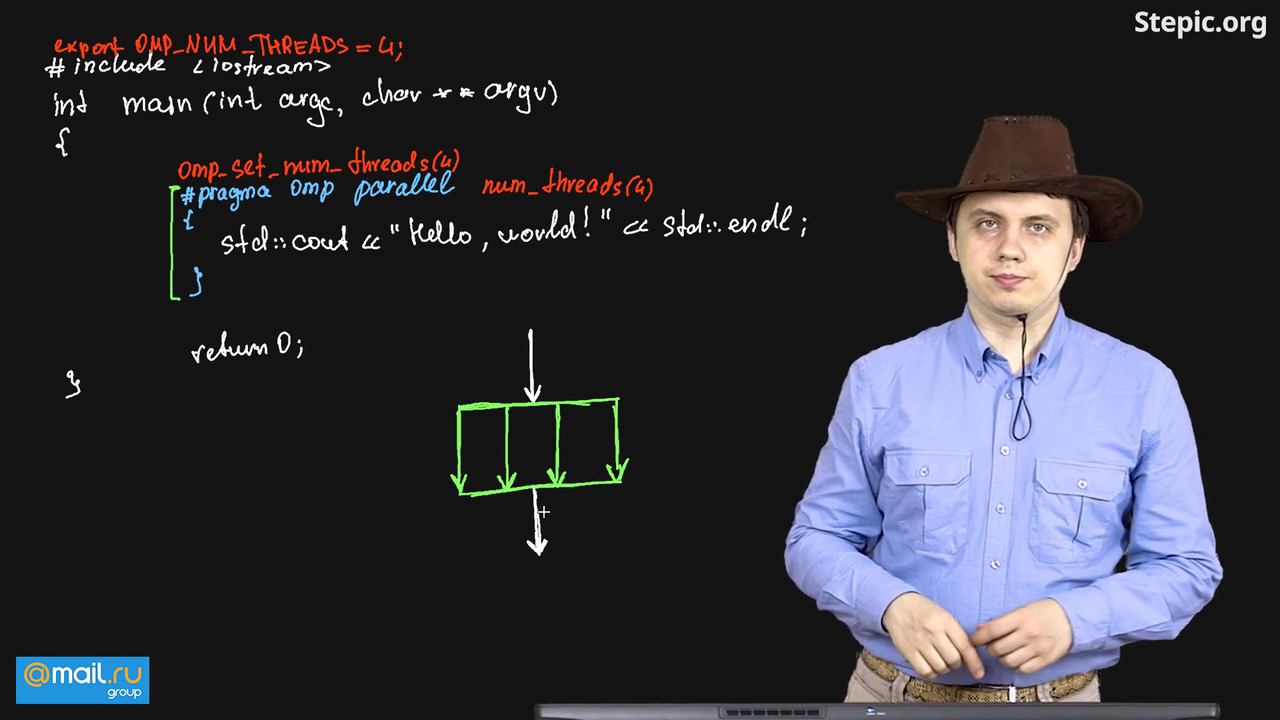 Stepic.org
export OMP_NUM_THREADS = 4;
#include <iostream>
int main (int argc, char ** argv)
{
omp_set_num_threads(4)
#pragma omp parallel num_threads(4)
{
std::cout << "Hello, world!" << std::endl;
}
return 0;
}
@mail.ru
group